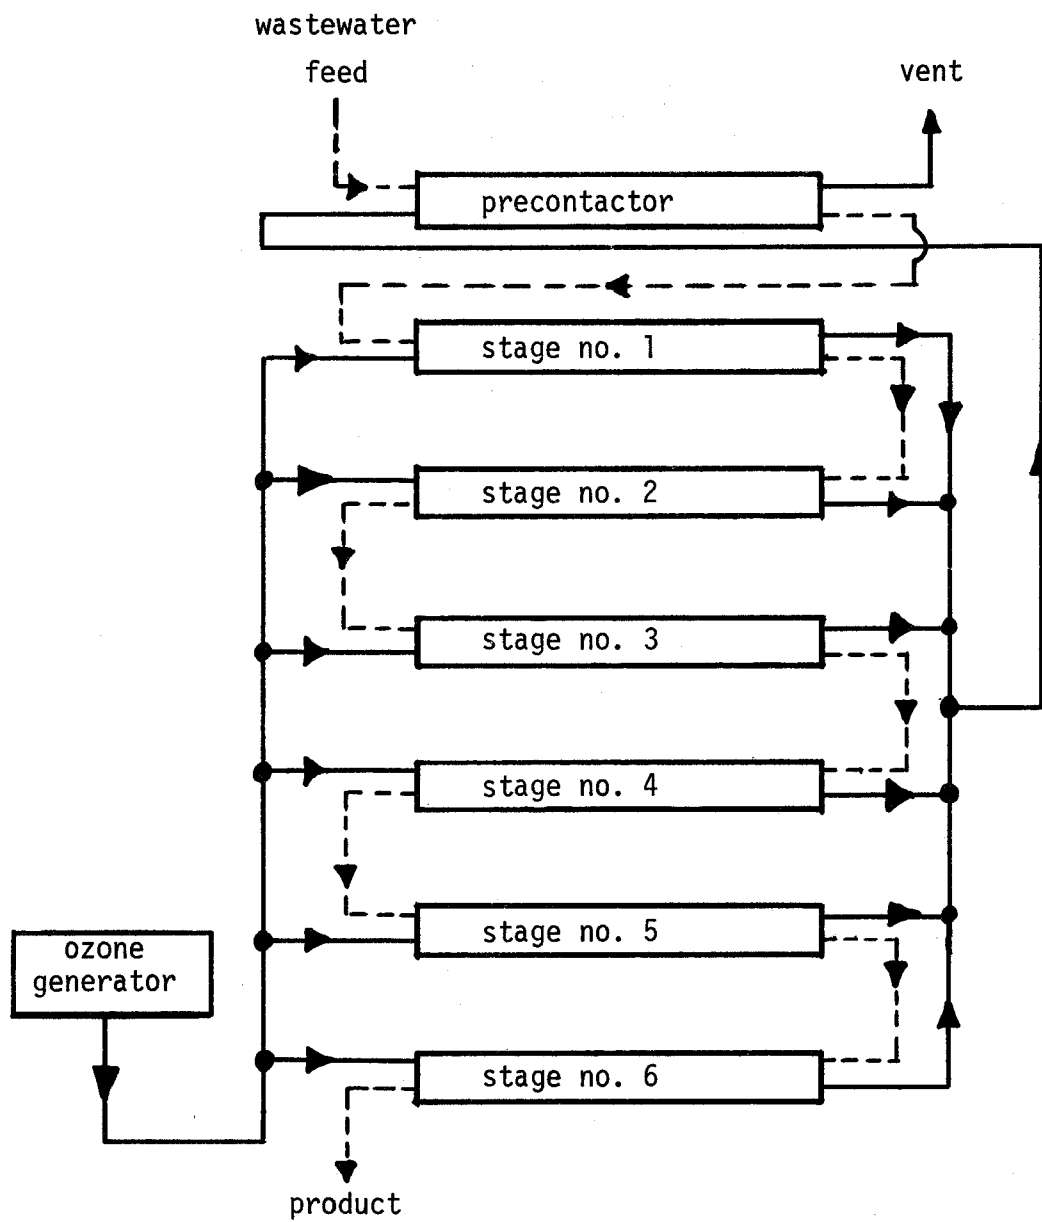 wastewater
feed
vent
precontactor
stage no. 1
stage no. 2
stage no. 3
stage no. 4
stage no. 5
ozone
generator
stage no. 6
product